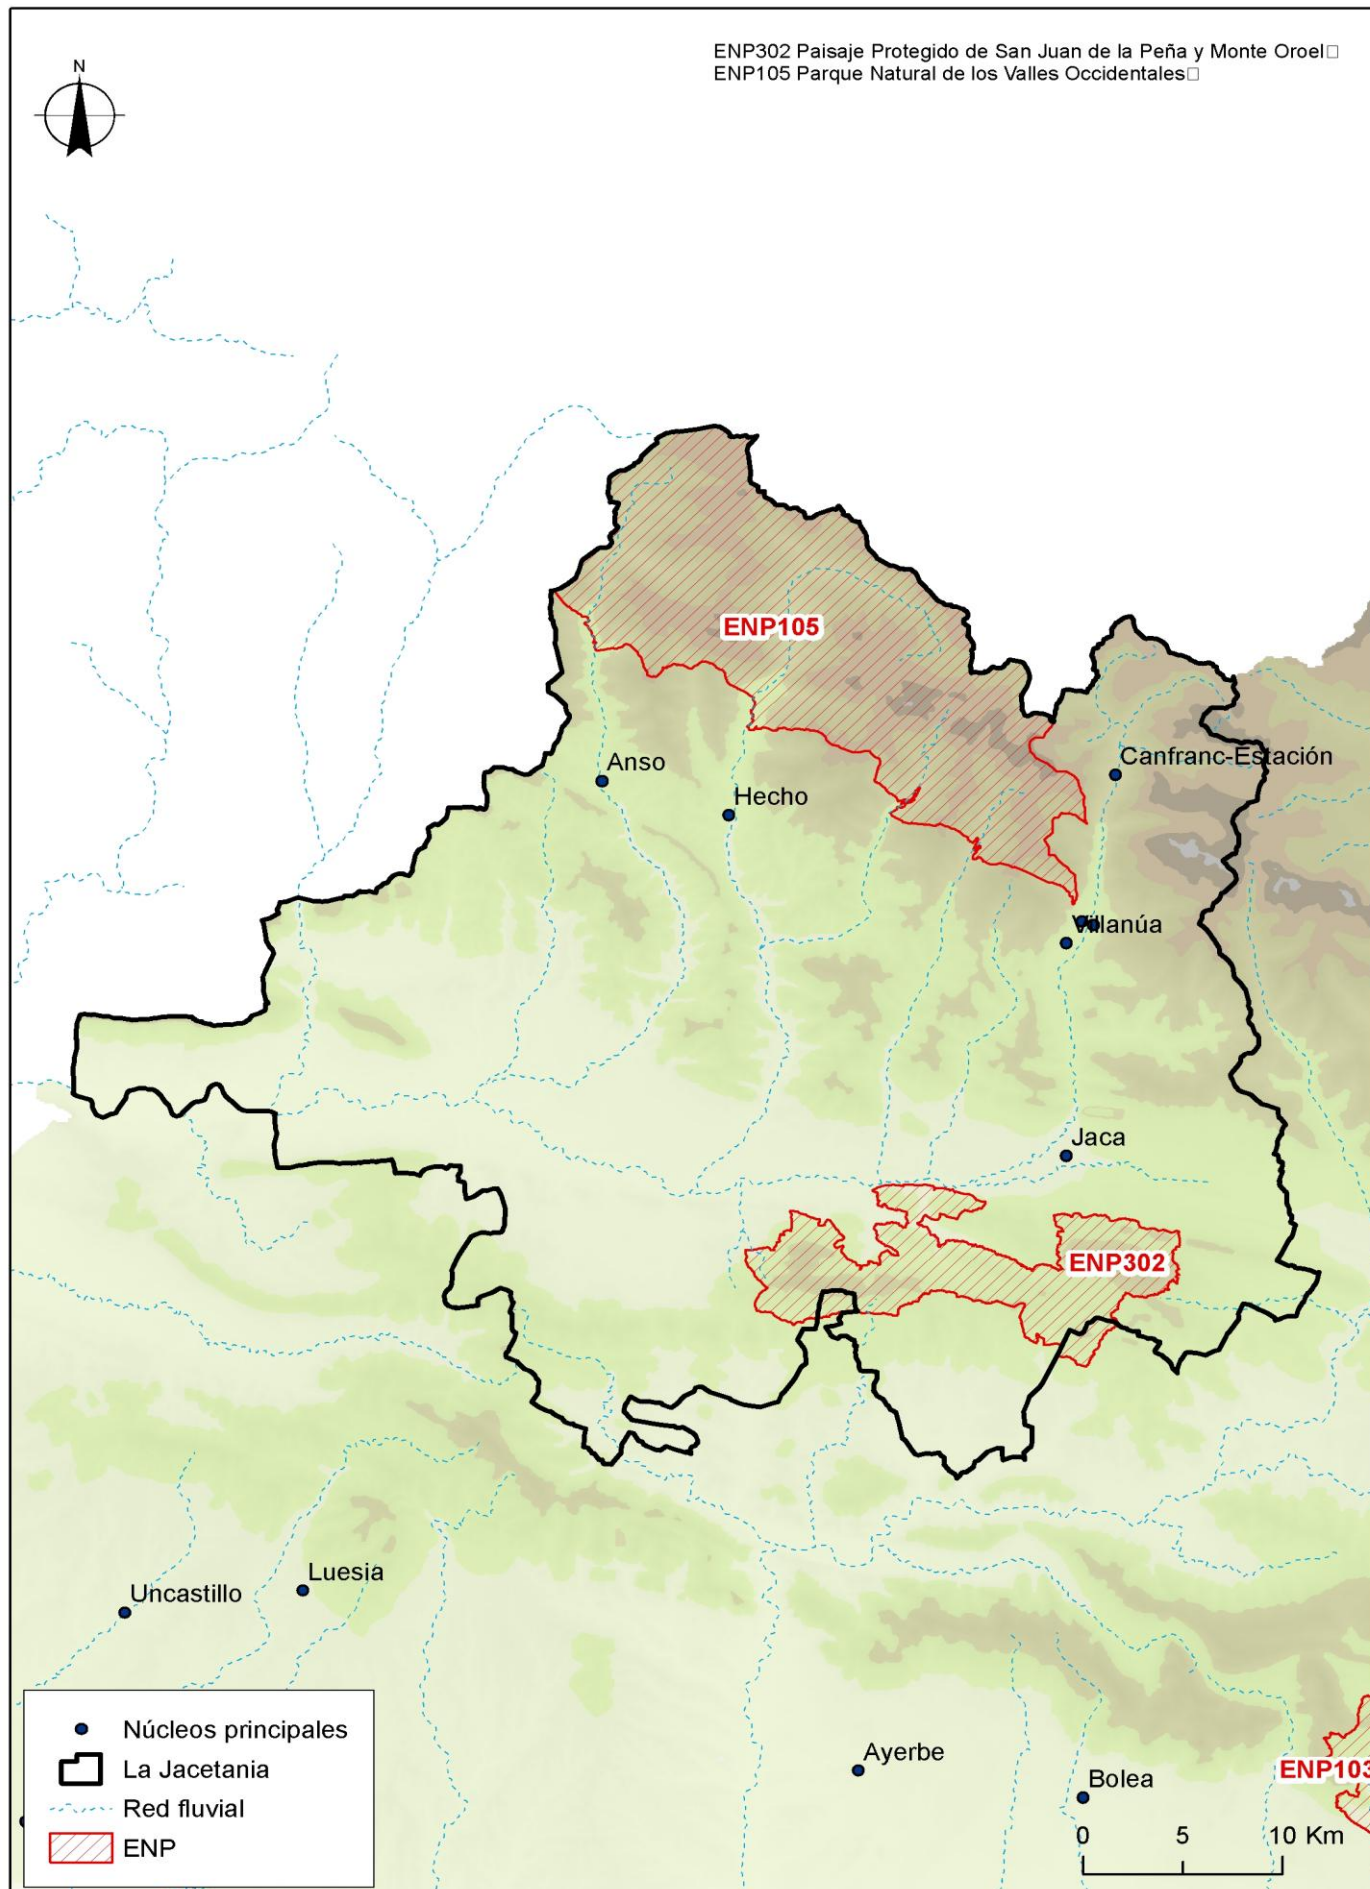 N
ENP302 Paisaje Protegido de San Juan de la Peña y Monte Oroel□
ENP105 Parque Natural de los Valles Occidentales□
ENP105
Canfranc-Estación
Anso
Hecho
Villanúa
Jaca
ENP302
Luesia
Uncastillo
Núcleos principales
La Jacetania
Red fluvial
ENP
Ayerbe
Bolea
ENP103
0 5 10 Km